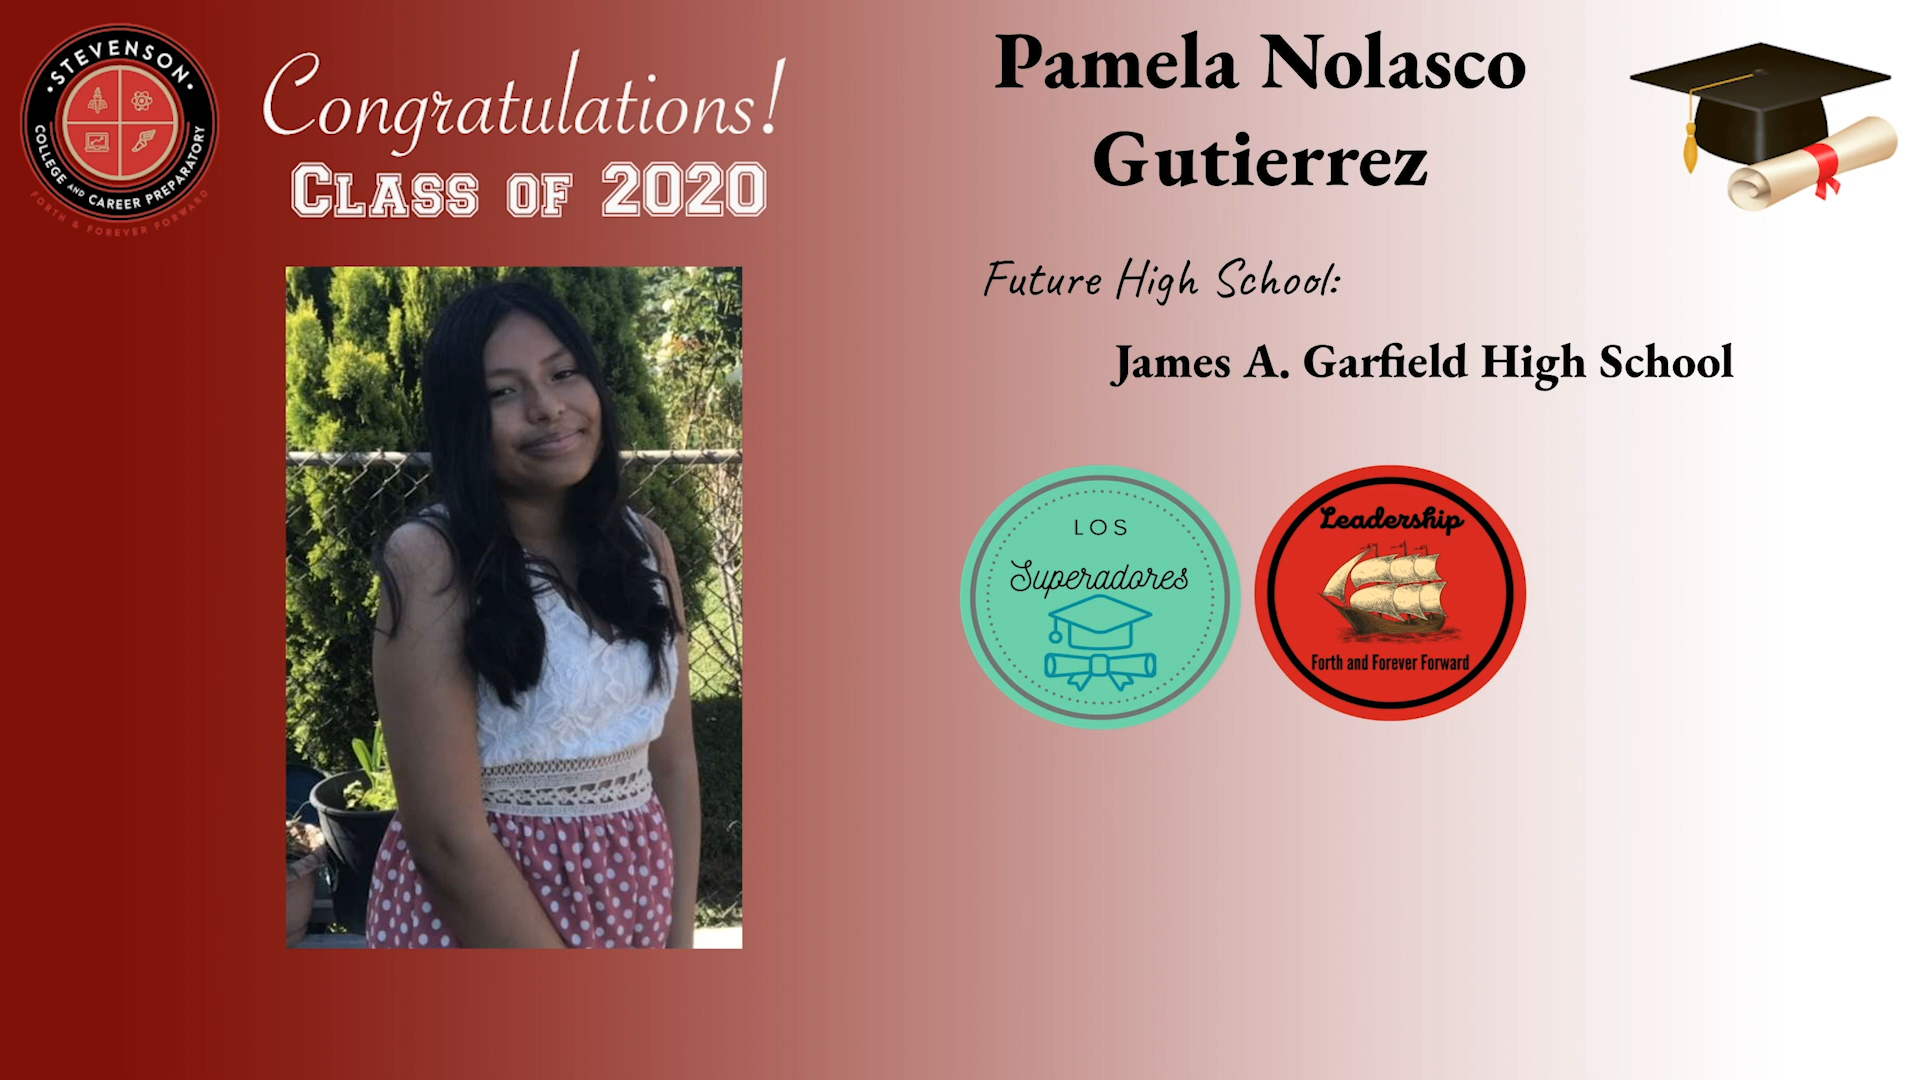 STEVENSON
COLLEGE AND CAREER PREPARATORY
FORTH & FOREVER FORWARD
Congratulations!
CLASS OF 2020
Pamela Nolasco
Gutierrez
Future High School:
James A. Garfield High School
LOS
Superadores
Leadership
Forth and Forever Forward